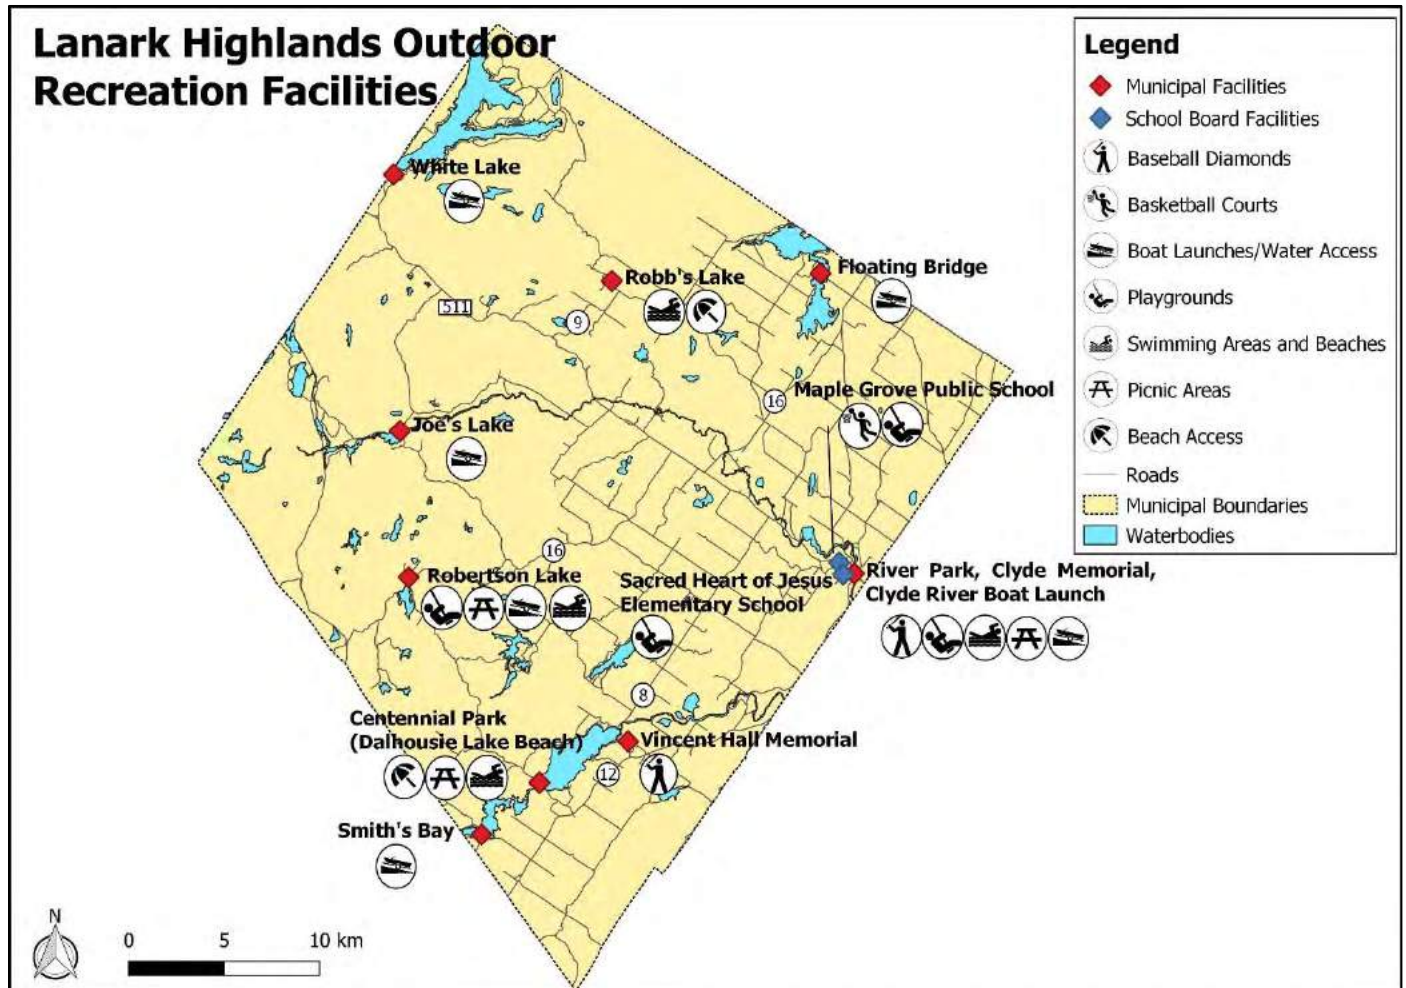 Lanark Highlands Outdoor
Recreation Facilities
Legend
Municipal Facilities
School Board Facilities
Baseball Diamonds
Basketball Courts
Boat Launches/Water Access
Playgrounds
Swimming Areas and Beaches
Picnic Areas
Beach Access
Roads
Municipal Boundaries
Waterbodies
White Lake
Robb's Lake
Floating Bridge
511
9
16
Maple Grove Public School
Joe's Lake
16
Robertson Lake
Sacred Heart of Jesus
Elementary School
River Park, Clyde Memorial,
Clyde River Boat Launch
8
Centennial Park
(Dalhousie Lake Beach)
Vincent Hall Memorial
12
Smith's Bay
N
0 5 10 km